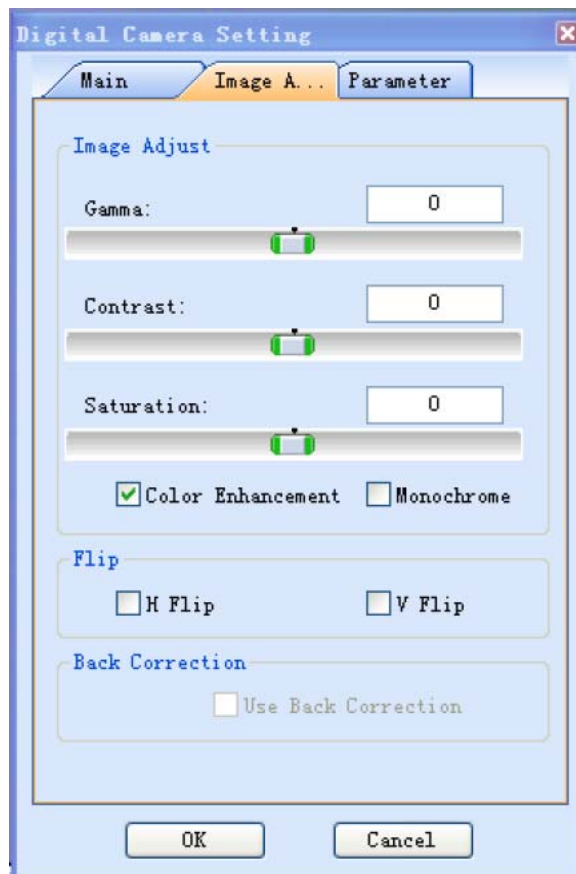 Digital Camera Setting
Main Image A... Parameter
Image Adjust
Gamma: 0
Contrast: 0
Saturation: 0
Color Enhancement Monochrome
Flip
H Flip V Flip
Back Correction
Use Back Correction
OK Cancel